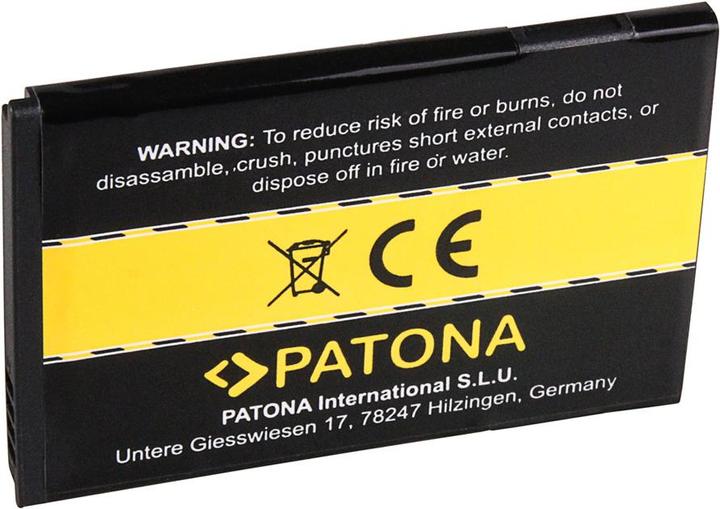 WARNING: To reduce risk of fire or burns, do not
disassamble, crush, punctures short external contacts, or
dispose off in fire or water.
CE
PATONA
PATONA International S.L.U.
Untere Giesswiesen 17, 78247 Hilzingen, Germany